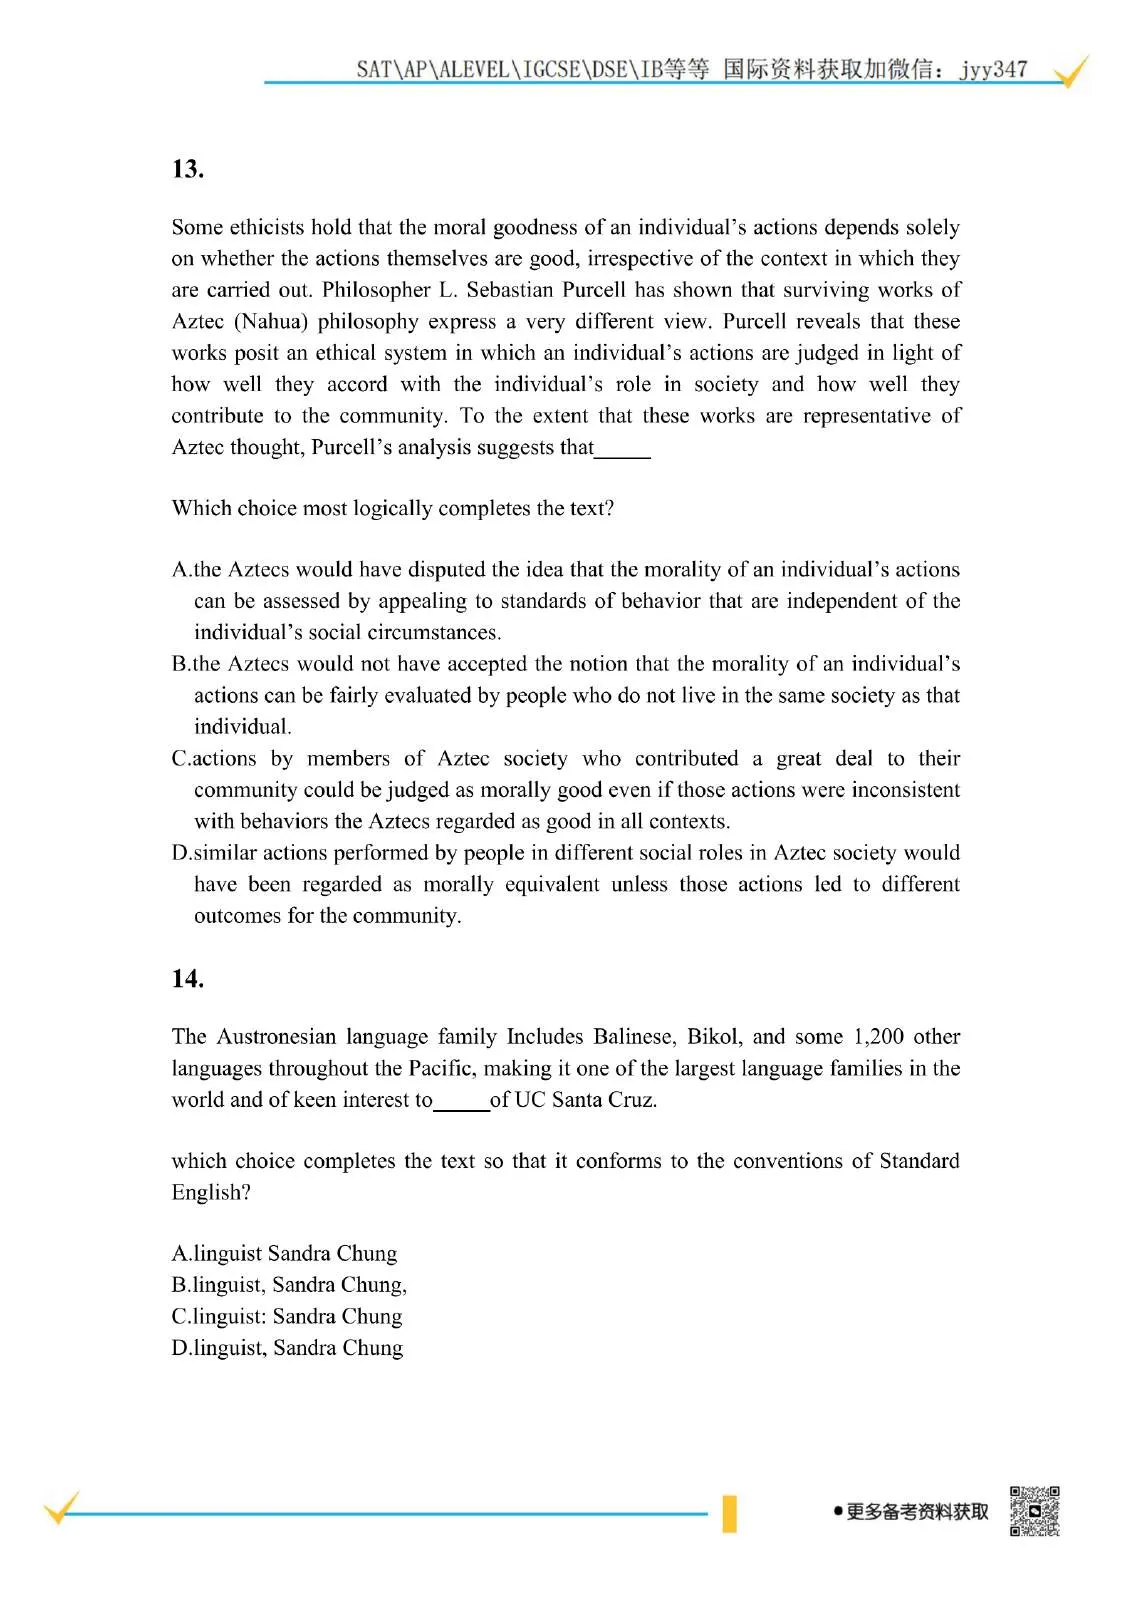 SAT\AP\ALEVEL\IGCSE\DSE\IB等等 国际资料获取加微信: jyy347
13.
Some ethicists hold that the moral goodness of an individual's actions depends solely
on whether the actions themselves are good, irrespective of the context in which they
are carried out. Philosopher L. Sebastian Purcell has shown that surviving works of
Aztec (Nahua) philosophy express a very different view. Purcell reveals that these
works posit an ethical system in which an individual's actions are judged in light of
how well they accord with the individual's role in society and how well they
contribute to the community. To the extent that these works are representative of
Aztec thought, Purcell's analysis suggests that_____
Which choice most logically completes the text?
A.the Aztecs would have disputed the idea that the morality of an individual's actions
can be assessed by appealing to standards of behavior that are independent of the
individual's social circumstances.
B.the Aztecs would not have accepted the notion that the morality of an individual's
actions can be fairly evaluated by people who do not live in the same society as that
individual.
C.actions by members of Aztec society who contributed a great deal to their
community could be judged as morally good even if those actions were inconsistent
with behaviors the Aztecs regarded as good in all contexts.
D.similar actions performed by people in different social roles in Aztec society would
have been regarded as morally equivalent unless those actions led to different
outcomes for the community.
14.
The Austronesian language family Includes Balinese, Bikol, and some 1,200 other
languages throughout the Pacific, making it one of the largest language families in the
world and of keen interest to_____of UC Santa Cruz.
which choice completes the text so that it conforms to the conventions of Standard
English?
A.linguist Sandra Chung
B.linguist, Sandra Chung,
C.linguist: Sandra Chung
D.linguist, Sandra Chung
•更多备考资料获取